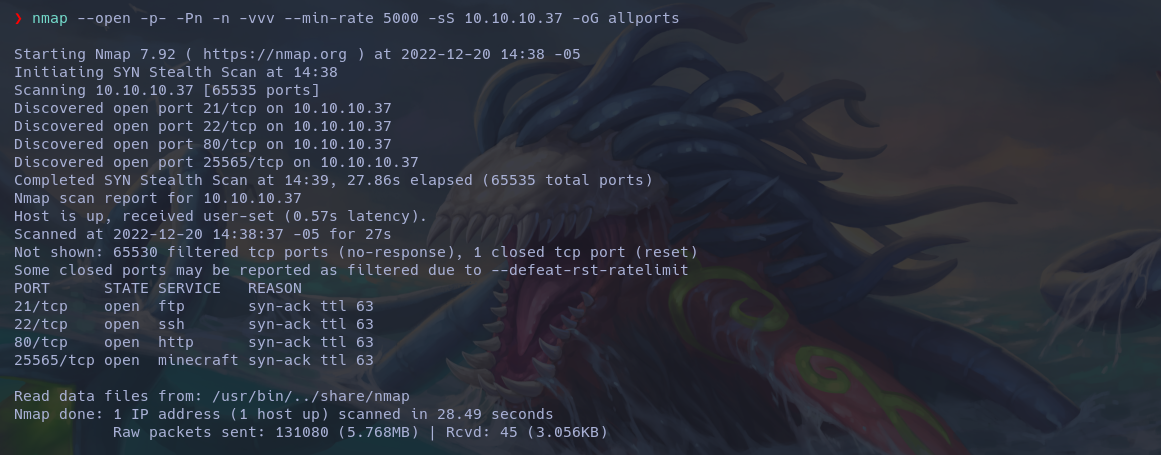 ❯ nmap --open -p- -Pn -n -vvv --min-rate 5000 -sS 10.10.10.37 -oG allports
Starting Nmap 7.92 ( https://nmap.org ) at 2022-12-20 14:38 -05
Initiating SYN Stealth Scan at 14:38
Scanning 10.10.10.37 [65535 ports]
Discovered open port 21/tcp on 10.10.10.37
Discovered open port 22/tcp on 10.10.10.37
Discovered open port 80/tcp on 10.10.10.37
Discovered open port 25565/tcp on 10.10.10.37
Completed SYN Stealth Scan at 14:39, 27.86s elapsed (65535 total ports)
Nmap scan report for 10.10.10.37
Host is up, received user-set (0.57s latency).
Scanned at 2022-12-20 14:38:37 -05 for 27s
Not shown: 65530 filtered tcp ports (no-response), 1 closed tcp port (reset)
Some closed ports may be reported as filtered due to --defeat-rst-ratelimit
PORT      STATE SERVICE   REASON
21/tcp    open  ftp       syn-ack ttl 63
22/tcp    open  ssh       syn-ack ttl 63
80/tcp    open  http      syn-ack ttl 63
25565/tcp open  minecraft syn-ack ttl 63
Read data files from: /usr/bin/../share/nmap
Nmap done: 1 IP address (1 host up) scanned in 28.49 seconds
Raw packets sent: 131080 (5.768MB) | Rcvd: 45 (3.056KB)